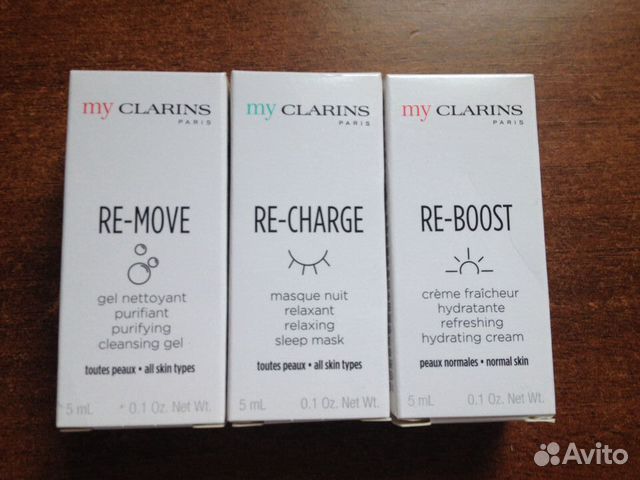 my CLARINS
PARIS
RE-MOVE
gel nettoyant
purifiant
purifying
cleansing gel
toutes peaux • all skin types
5 mL 0.1 Oz. Net Wt.
my CLARINS
PARIS
RE-CHARGE
masque nuit
relaxant
relaxing
sleep mask
toutes peaux • all skin types
5 mL 0.1 Oz. Net Wt.
my CLARINS
PARIS
RE-BOOST
crème fraîcheur
hydratante
refreshing
hydrating cream
peaux normales • normal skin
5 mL 0.1 Oz. Net Wt.
Avito